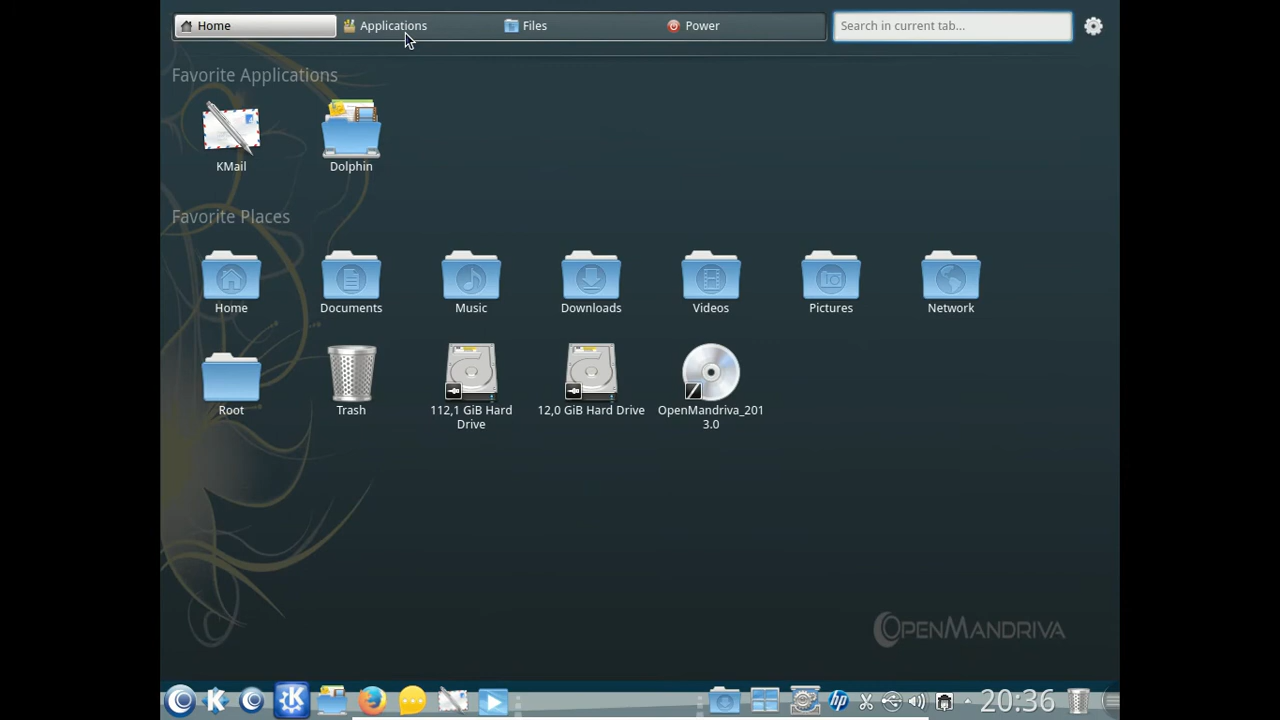 Home
Applications
Files
Power
Search in current tab...
Favorite Applications
KMail
Dolphin
Favorite Places
Home
Documents
Music
Downloads
Videos
Pictures
Network
Root
Trash
112,1 GiB Hard
Drive
12,0 GiB Hard Drive
OpenMandriva_201
3.0
OPENMANDRIVA
hp
20:36